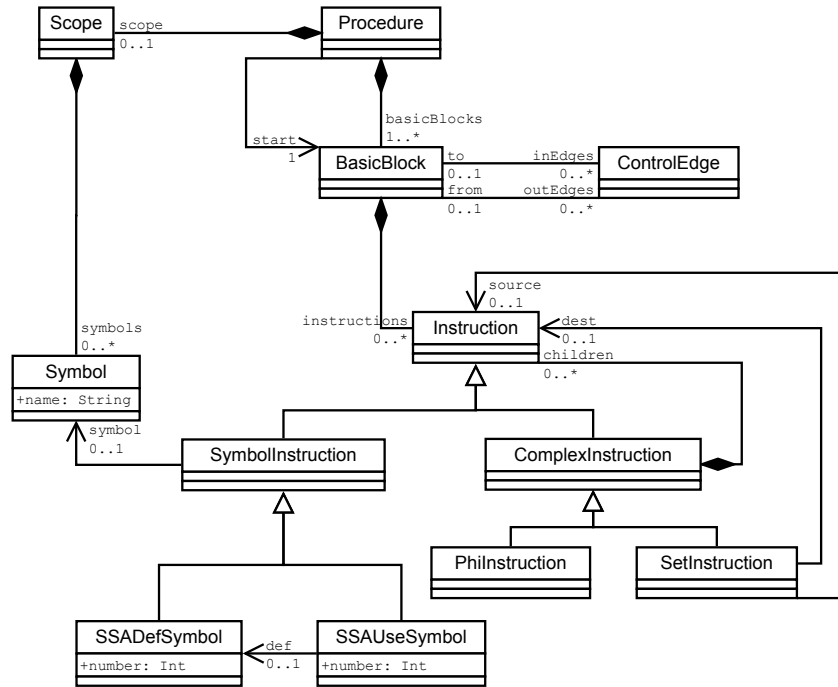 Scope
scope
0..1
Procedure
basicBlocks
1..*
start
1
BasicBlock
to
0..1
inEdges
0..*
from
0..1
outEdges
0..*
ControlEdge
source
0..1
instructions
0..*
Instruction
dest
0..1
children
0..*
symbols
0..*
Symbol
+name: String
symbol
0..1
SymbolInstruction
ComplexInstruction
PhiInstruction
SetInstruction
SSADefSymbol
+number: Int
def
0..1
SSAUseSymbol
+number: Int